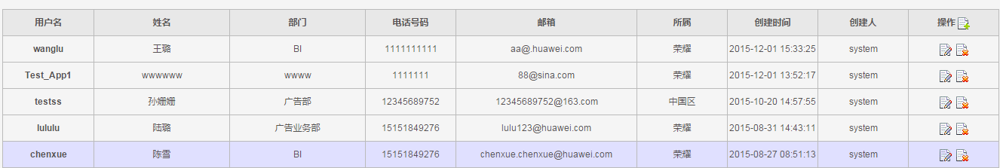 用户名 姓名 部门 电话号码 邮箱 所属 创建时间 创建人 操作
wanglu 王璐 BI 1111111111 aa@.huawei.com 荣耀 2015-12-01 15:33:25 system
Test_App1 wwwwww wwww 1111111 88@sina.com 荣耀 2015-12-01 13:52:17 system
testss 孙姗姗 广告部 12345689752 12345689752@163.com 中国区 2015-10-20 14:57:55 system
lululu 陆璐 广告业务部 15151849276 lulu123@huawei.com 荣耀 2015-08-31 14:43:11 system
chenxue 陈雪 BI 15151849276 chenxue.chenxue@huawei.com 荣耀 2015-08-27 08:51:13 system